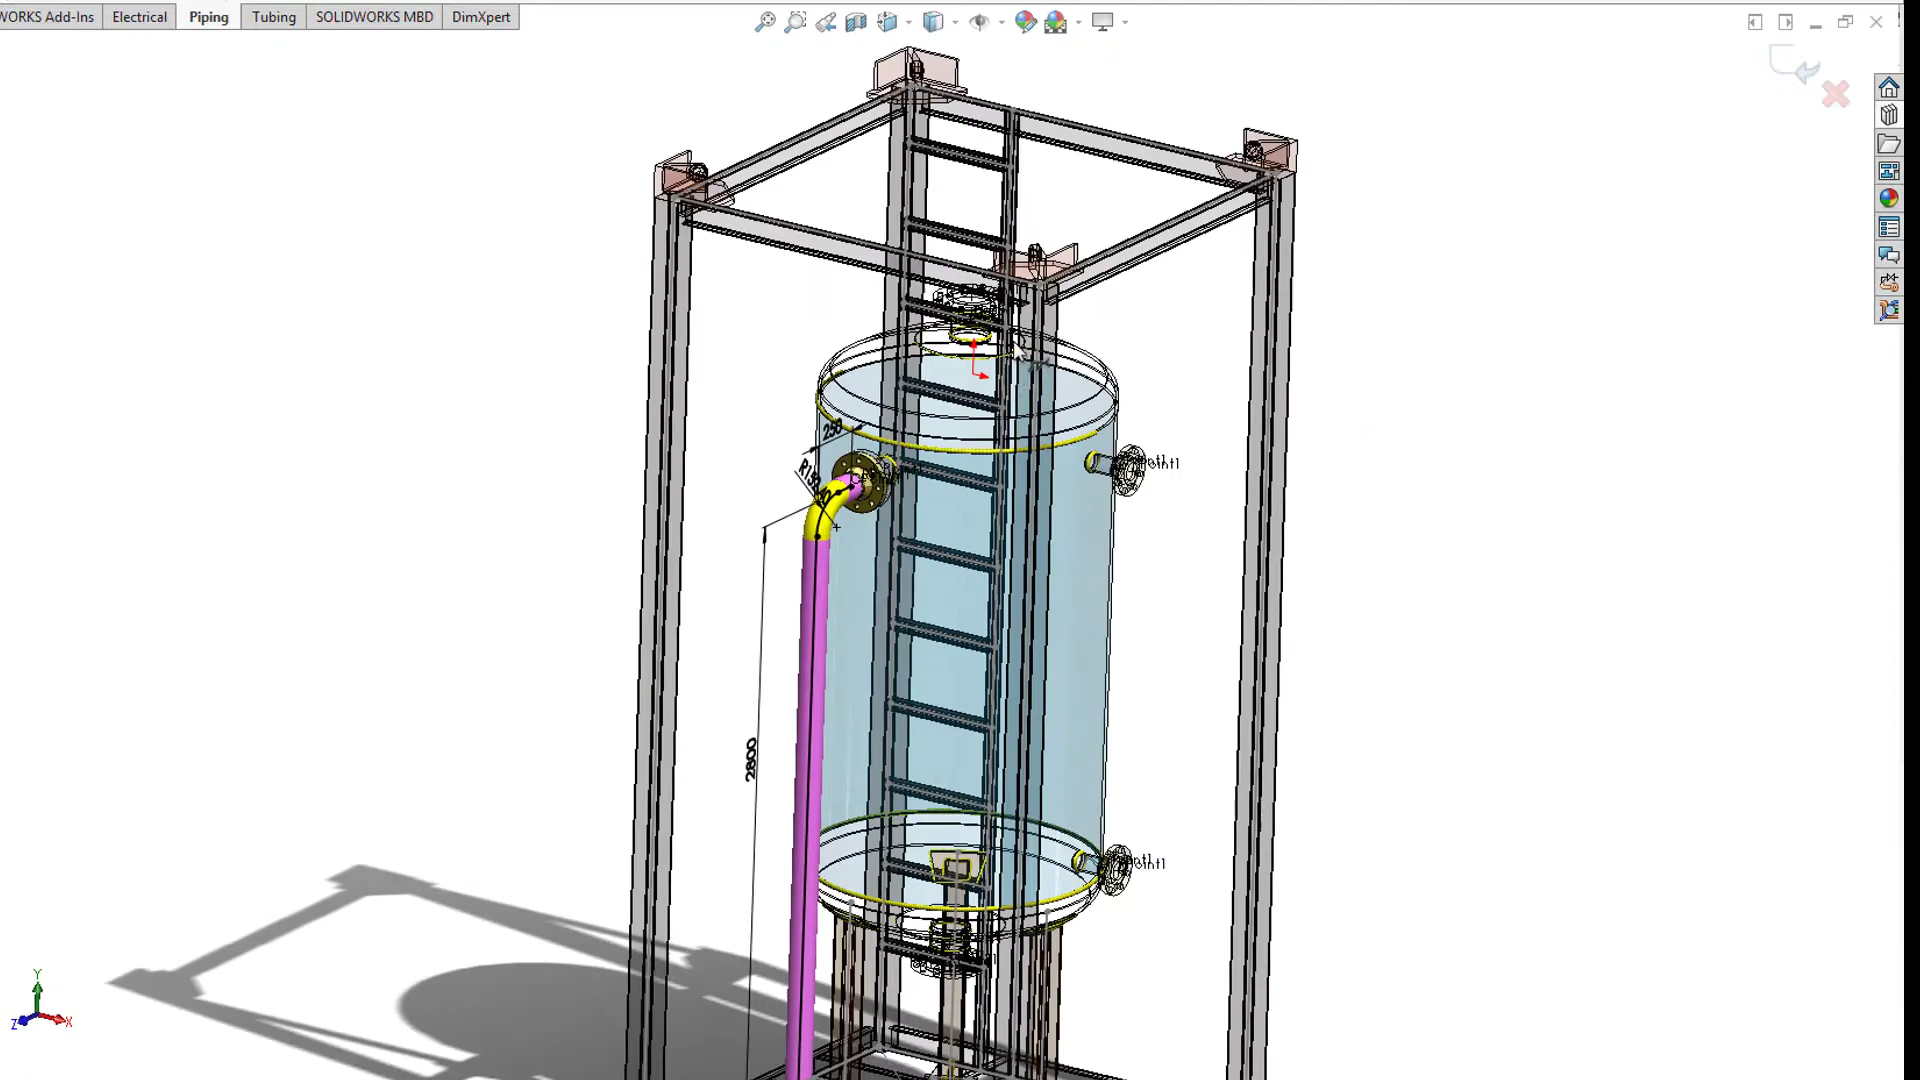 WORKS Add-Ins Electrical Piping Tubing SOLIDWORKS MBD DimXpert
250
2800
Y
Z
X